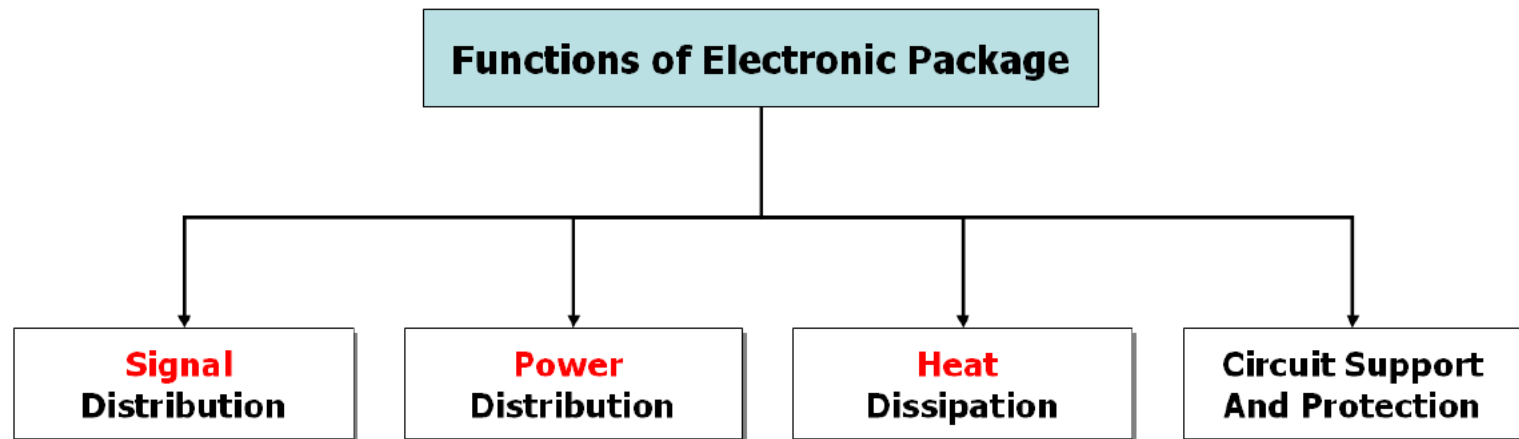 Functions of Electronic Package
Signal
Distribution
Power
Distribution
Heat
Dissipation
Circuit Support
And Protection